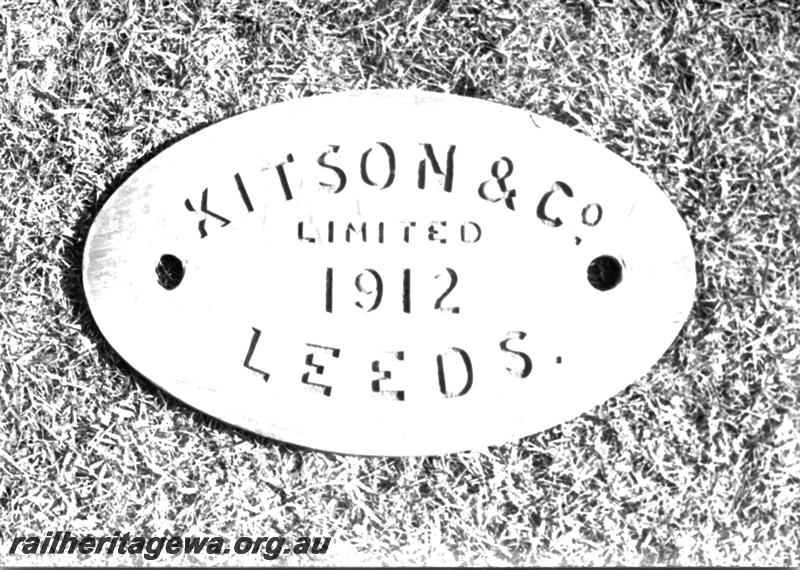 KITSON & Co.
LIMITED
1912
LEEDS.
railheritagewa.org.au